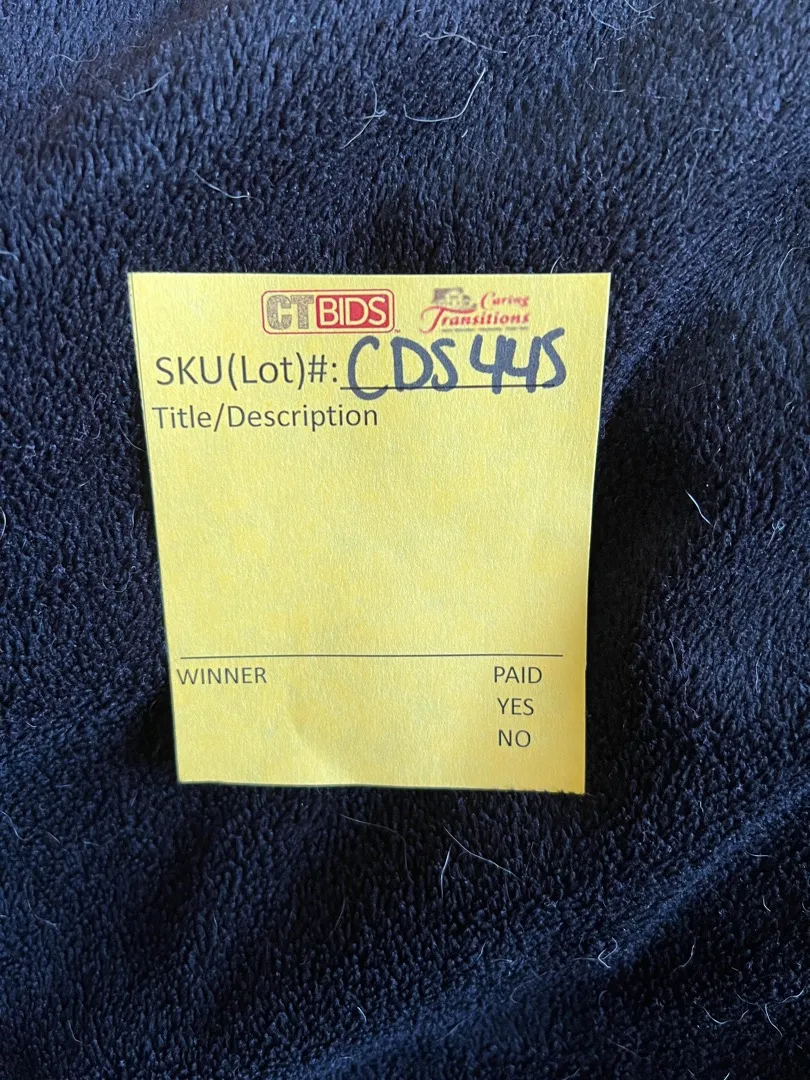 CTBIDS Caring
Transitions
SKU(Lot)#: CDS445
Title/Description
WINNER PAID
YES
NO